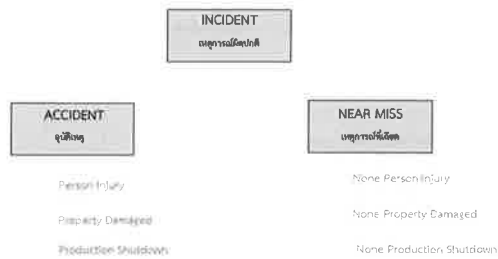 INCIDENT
เหตุการณ์ผิดปกติ
ACCIDENT
อุบัติเหตุ
NEAR MISS
Person Injury
Property Damaged
Production Shutdown
None Person Injury
None Property Damaged
None Production Shutdown